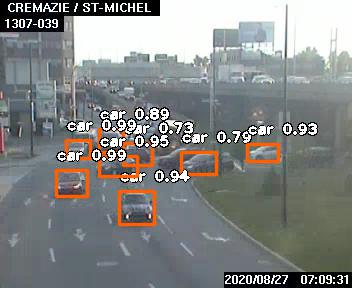 CREMAZIE / ST-MICHEL
1307-039
car 0.89
car 0.99
car 0.73
car 0.95
car 0.79
car 0.93
car 0.99
car 0.94
2020/08/27 07:09:31